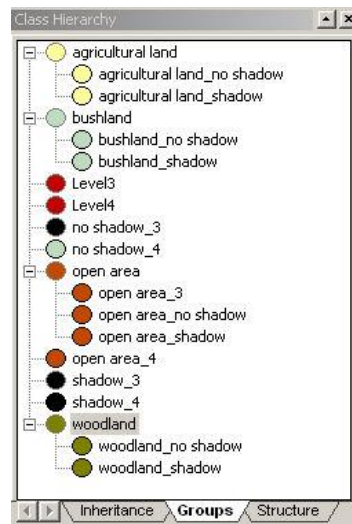 Class Hierarchy
agricultural land
agricultural land_no shadow
agricultural land_shadow
bushland
bushland_no shadow
bushland_shadow
Level3
Level4
no shadow_3
no shadow_4
open area
open area_3
open area_no shadow
open area_shadow
open area_4
shadow_3
shadow_4
woodland
woodland_no shadow
woodland_shadow
Inheritance Groups Structure